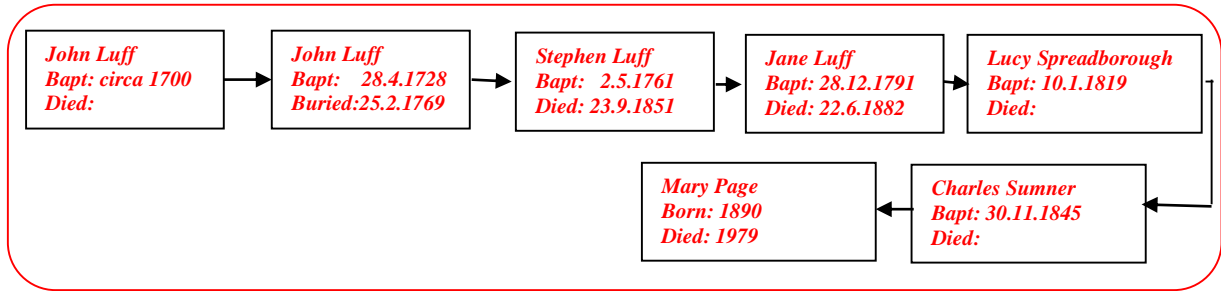 John Luff
Bapt: circa 1700
Died:
John Luff
Bapt: 28.4.1728
Buried:25.2.1769
Stephen Luff
Bapt: 2.5.1761
Died: 23.9.1851
Jane Luff
Bapt: 28.12.1791
Died: 22.6.1882
Lucy Spreadborough
Bapt: 10.1.1819
Died:
Charles Sumner
Bapt: 30.11.1845
Died:
Mary Page
Born: 1890
Died: 1979